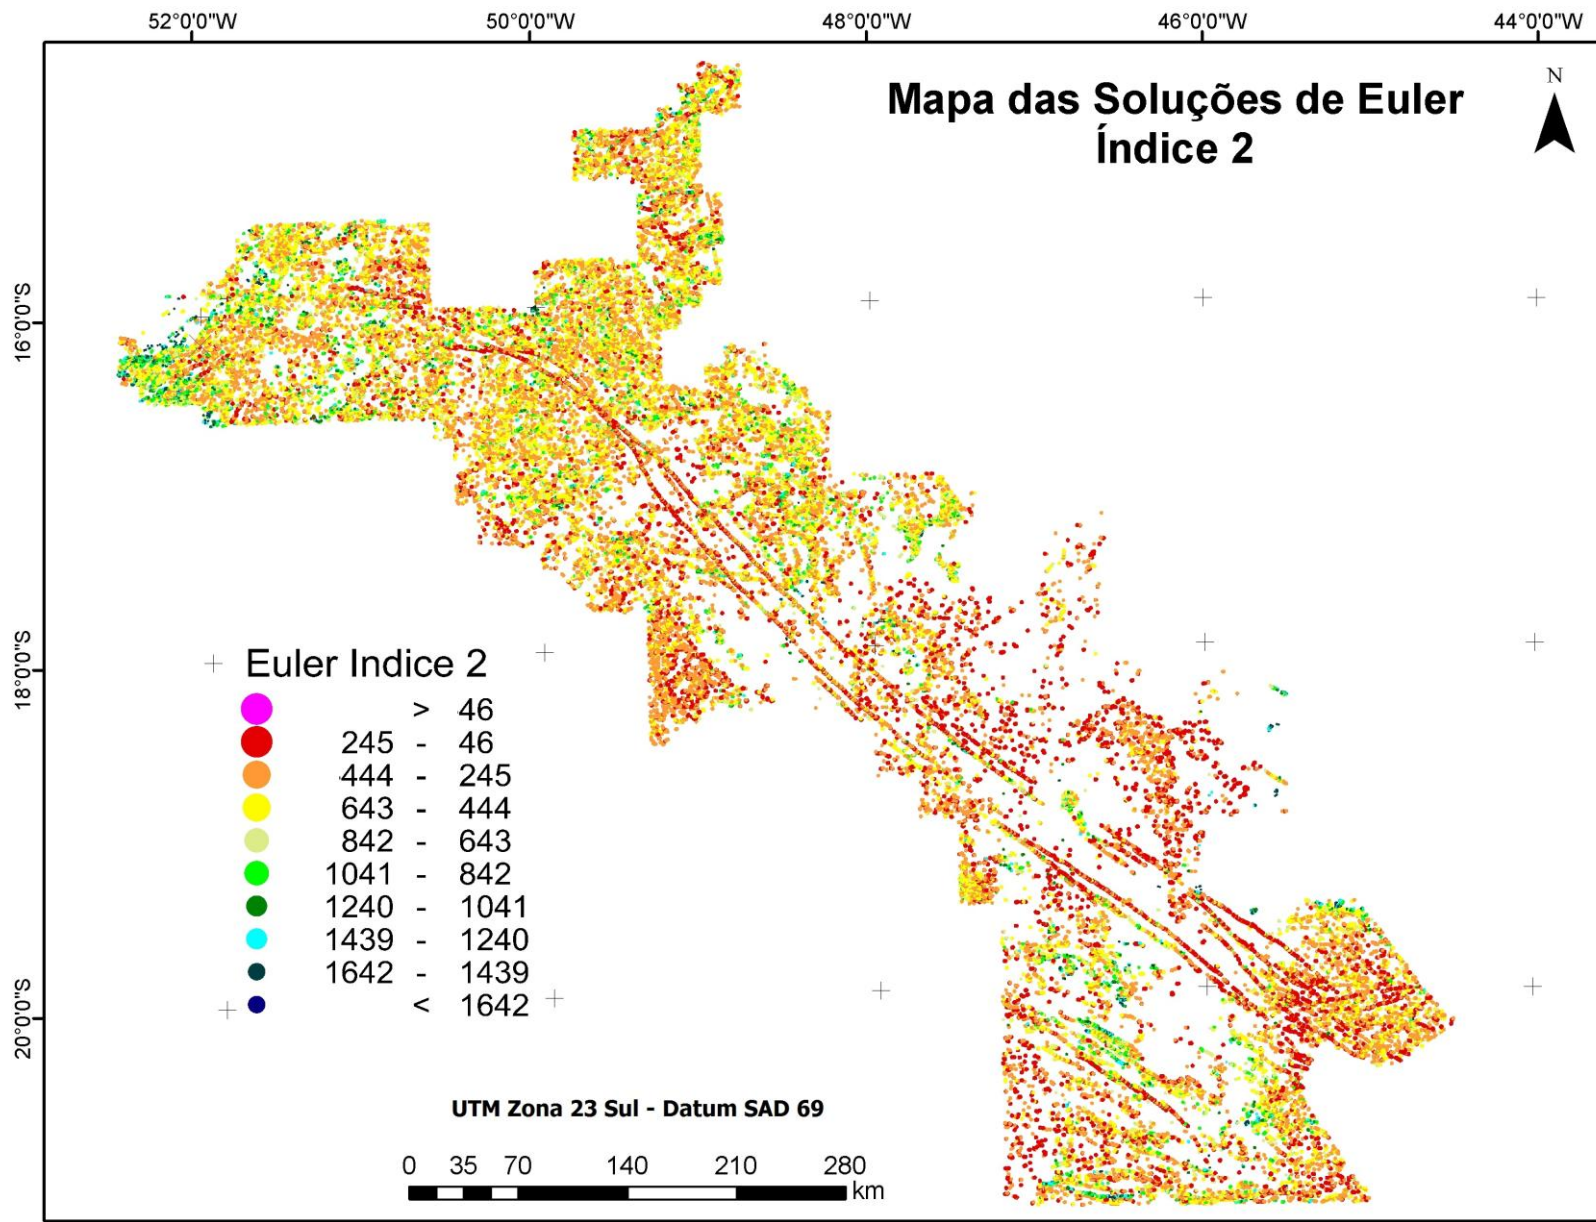 52°0'0"W 50°0'0"W 48°0'0"W 46°0'0"W 44°0'0"W
Mapa das Soluções de Euler
Índice 2
N
16°0'0"S
18°0'0"S
20°0'0"S
Euler Indice 2
> 46
245 - 46
444 - 245
643 - 444
842 - 643
1041 - 842
1240 - 1041
1439 - 1240
1642 - 1439
< 1642
UTM Zona 23 Sul - Datum SAD 69
0 35 70 140 210 280
km